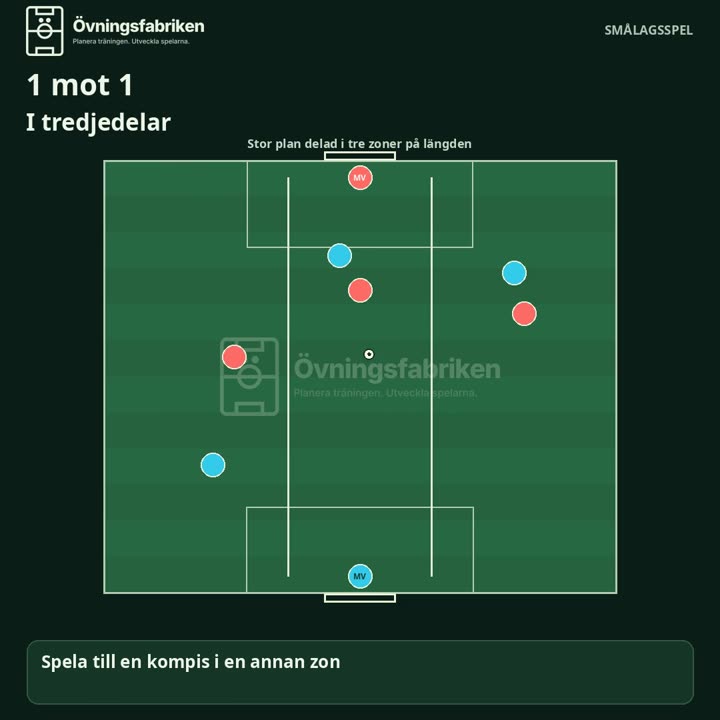 Övningsfabriken
Planera träningen. Utveckla spelarna.
SMÅLAGSSPEL
1 mot 1
I tredjedelar
Stor plan delad i tre zoner på längden
MV
Övningsfabriken
Planera träningen. Utveckla spelarna.
MV
Spela till en kompis i en annan zon